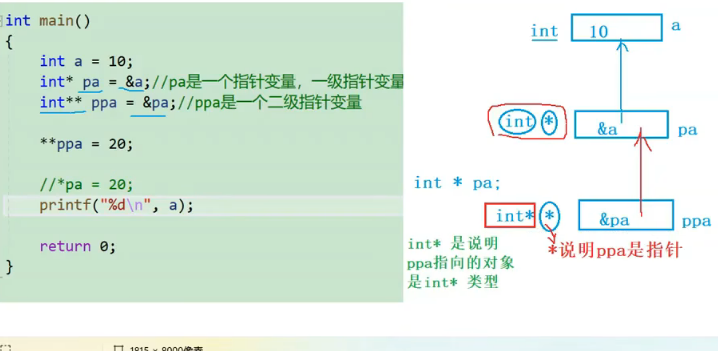 int main()
{
int a = 10;
int* pa = &a;//pa是一个指针变量，一级指针变量
int** ppa = &pa;//ppa是一个二级指针变量
**ppa = 20;
//*pa = 20;
printf("%d\n", a);
return 0;
}
int 10 a
int * &a pa
int * pa;
int* * &pa ppa
int* 是说明
ppa指向的对象
是int* 类型
*说明ppa是指针
1815 × 8000像素